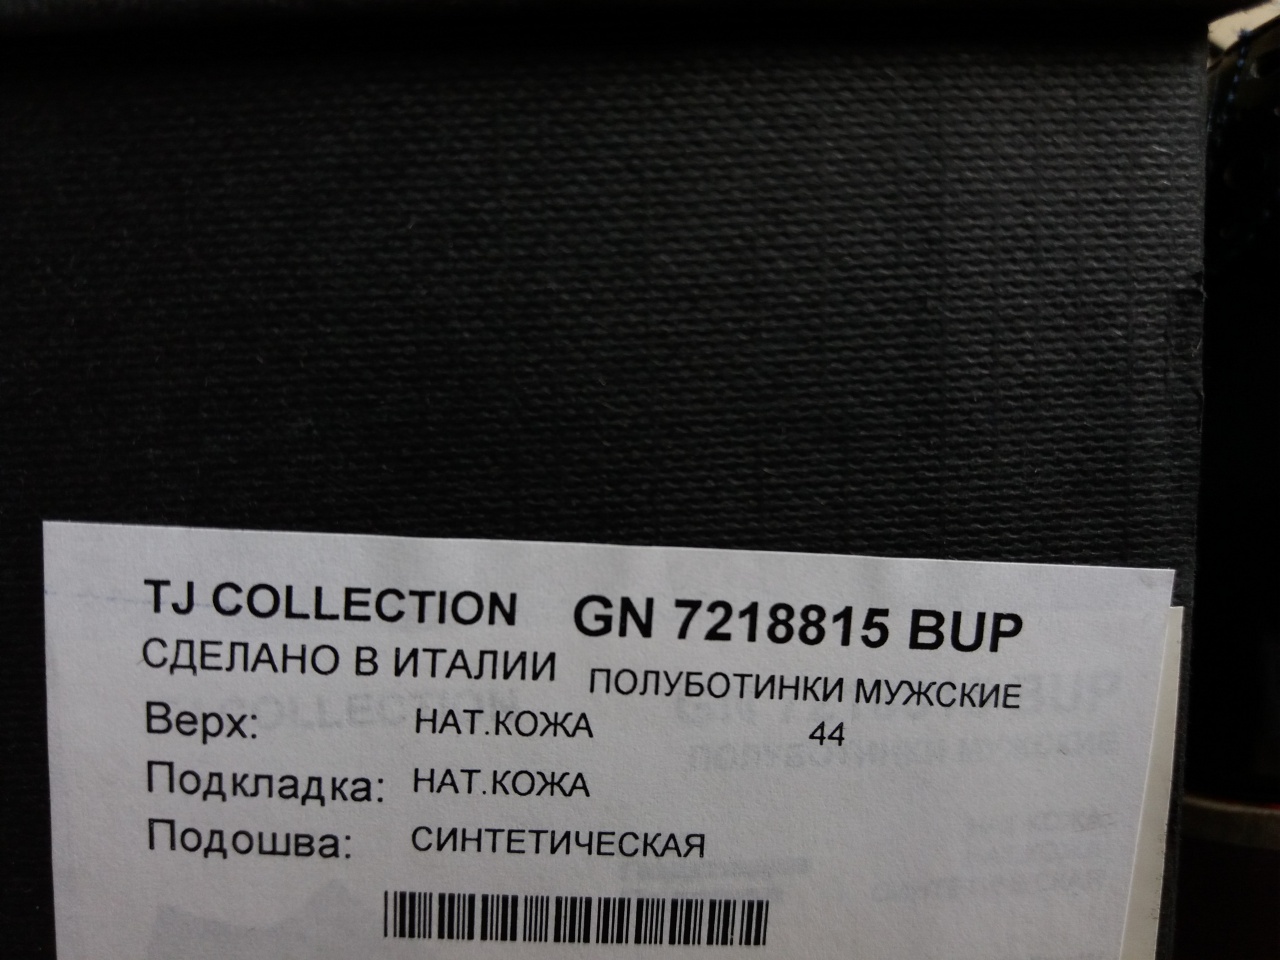 TJ COLLECTION GN 7218815 BUP
СДЕЛАНО В ИТАЛИИ ПОЛУБОТИНКИ МУЖСКИЕ
Верх: НАТ.КОЖА 44
Подкладка: НАТ.КОЖА
Подошва: СИНТЕТИЧЕСКАЯ